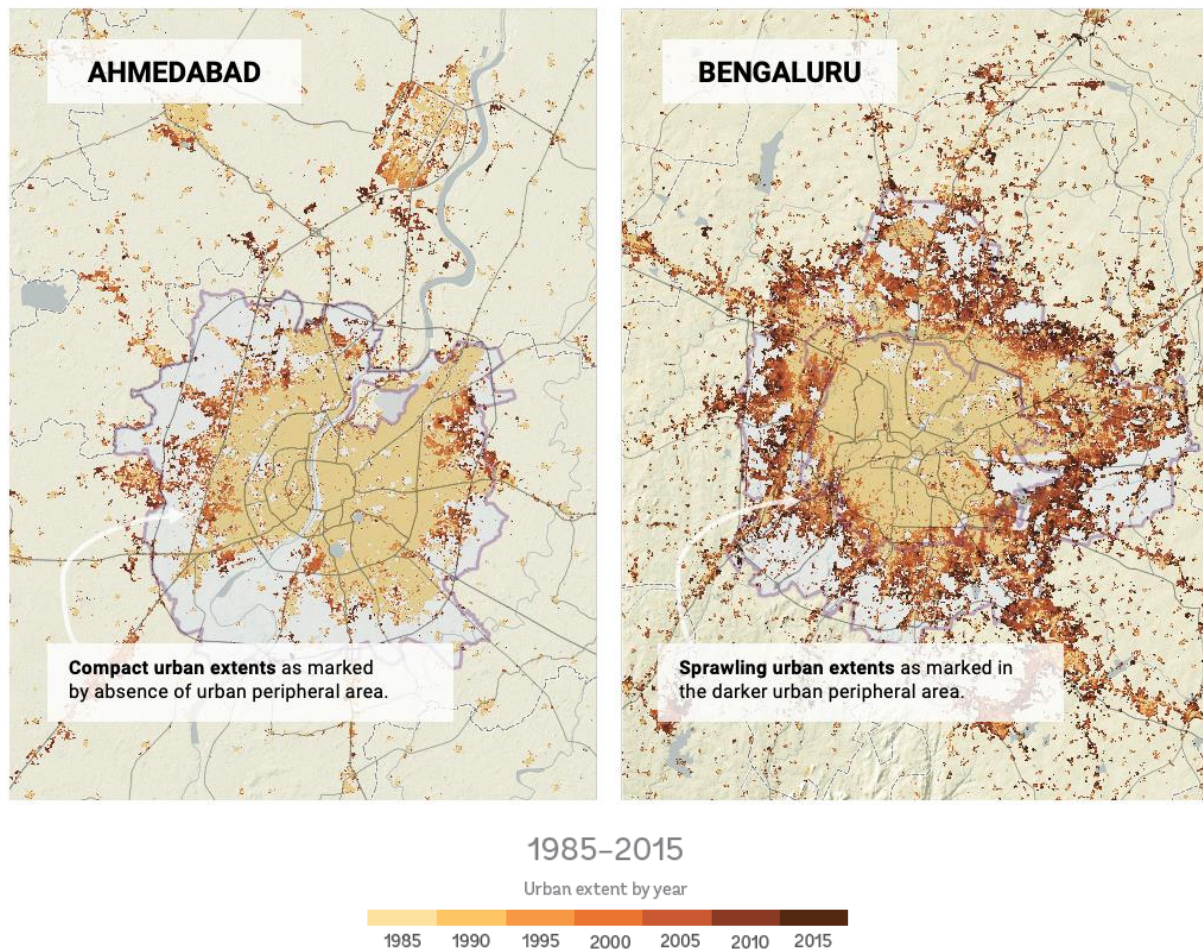 AHMEDABAD
BENGALURU
Compact urban extents as marked
by absence of urban peripheral area.
Sprawling urban extents as marked in
the darker urban peripheral area.
1985–2015
Urban extent by year
1985 1990 1995 2000 2005 2010 2015